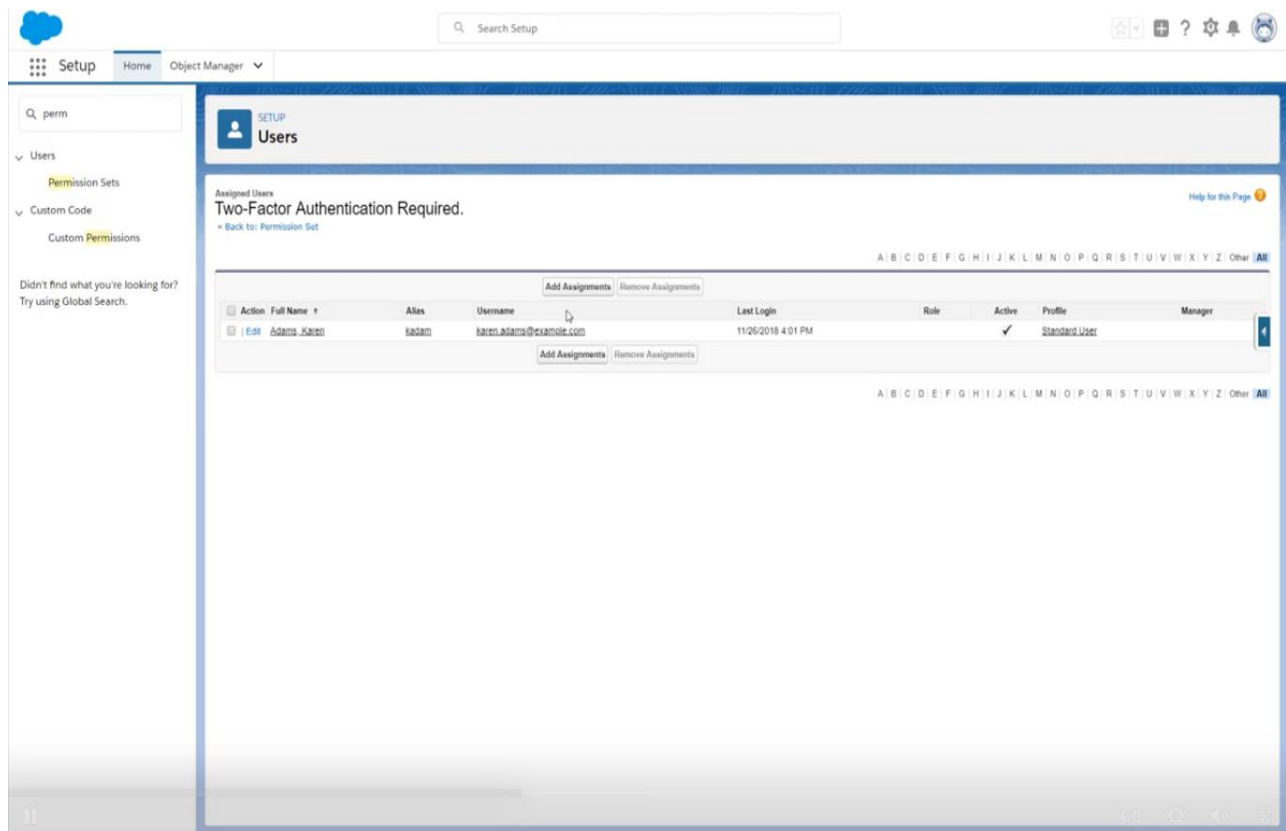 Search Setup
?
Setup
Home
Object Manager
perm
Users
Permission Sets
Custom Code
Custom Permissions
Didn't find what you're looking for?
Try using Global Search.
SETUP
Users
Assigned Users
Two-Factor Authentication Required.
« Back to: Permission Set
Help for this Page ?
A | B | C | D | E | F | G | H | I | J | K | L | M | N | O | P | Q | R | S | T | U | V | W | X | Y | Z | Other | All
Add Assignments Remove Assignments
Action Full Name ↑ Alias Username Last Login Role Active Profile Manager
| Edit Adams, Karen kadam karen.adams@example.com 11/26/2018 4:01 PM ✓ Standard User
Add Assignments Remove Assignments
A | B | C | D | E | F | G | H | I | J | K | L | M | N | O | P | Q | R | S | T | U | V | W | X | Y | Z | Other | All
CC